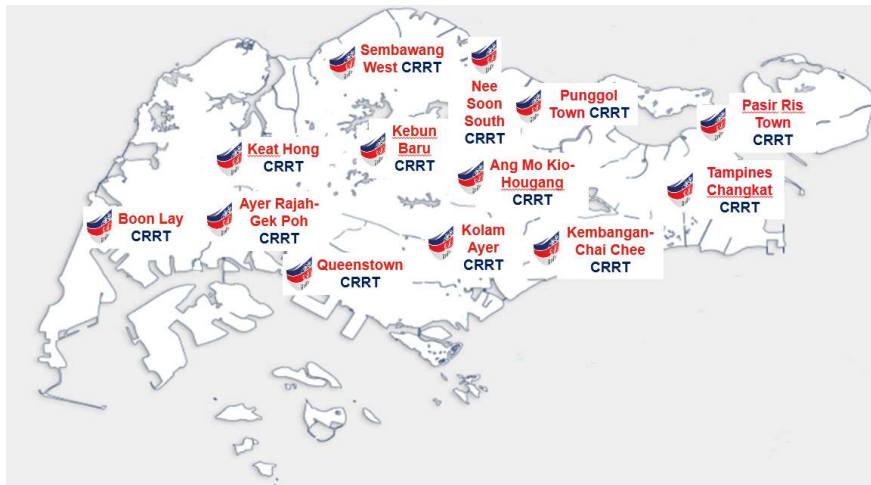 Sembawang
West CRRT
Nee
Soon
South
CRRT
Punggol
Town CRRT
Pasir Ris
Town
CRRT
Keat Hong
CRRT
Kebun
Baru
CRRT
Ang Mo Kio-
Hougang
CRRT
Tampines
Changkat
CRRT
Boon Lay
CRRT
Ayer Rajah-
Gek Poh
CRRT
Kolam
Ayer
CRRT
Kembangan-
Chai Chee
CRRT
Queenstown
CRRT